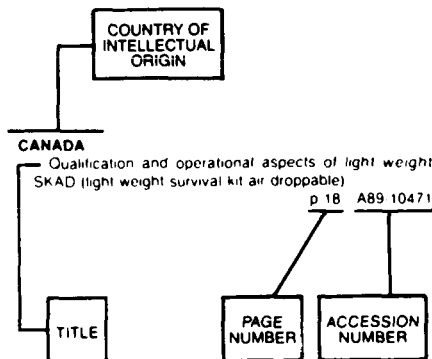 COUNTRY OF
INTELLECTUAL
ORIGIN
CANADA
Qualification and operational aspects of light weight
SKAD (light weight survival kit air droppable)
p 18 A89-10471
TITLE
PAGE
NUMBER
ACCESSION
NUMBER